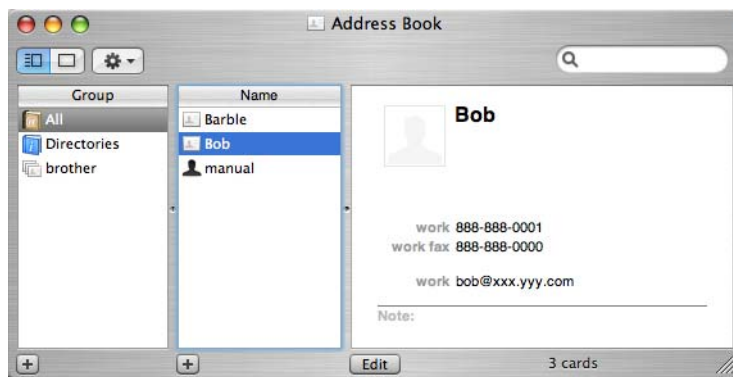 Address Book
Group
All
Directories
brother
Name
Barble
Bob
manual
Bob
work 888-888-0001
work fax 888-888-0000
work bob@xxx.yyy.com
Note:
Edit
3 cards